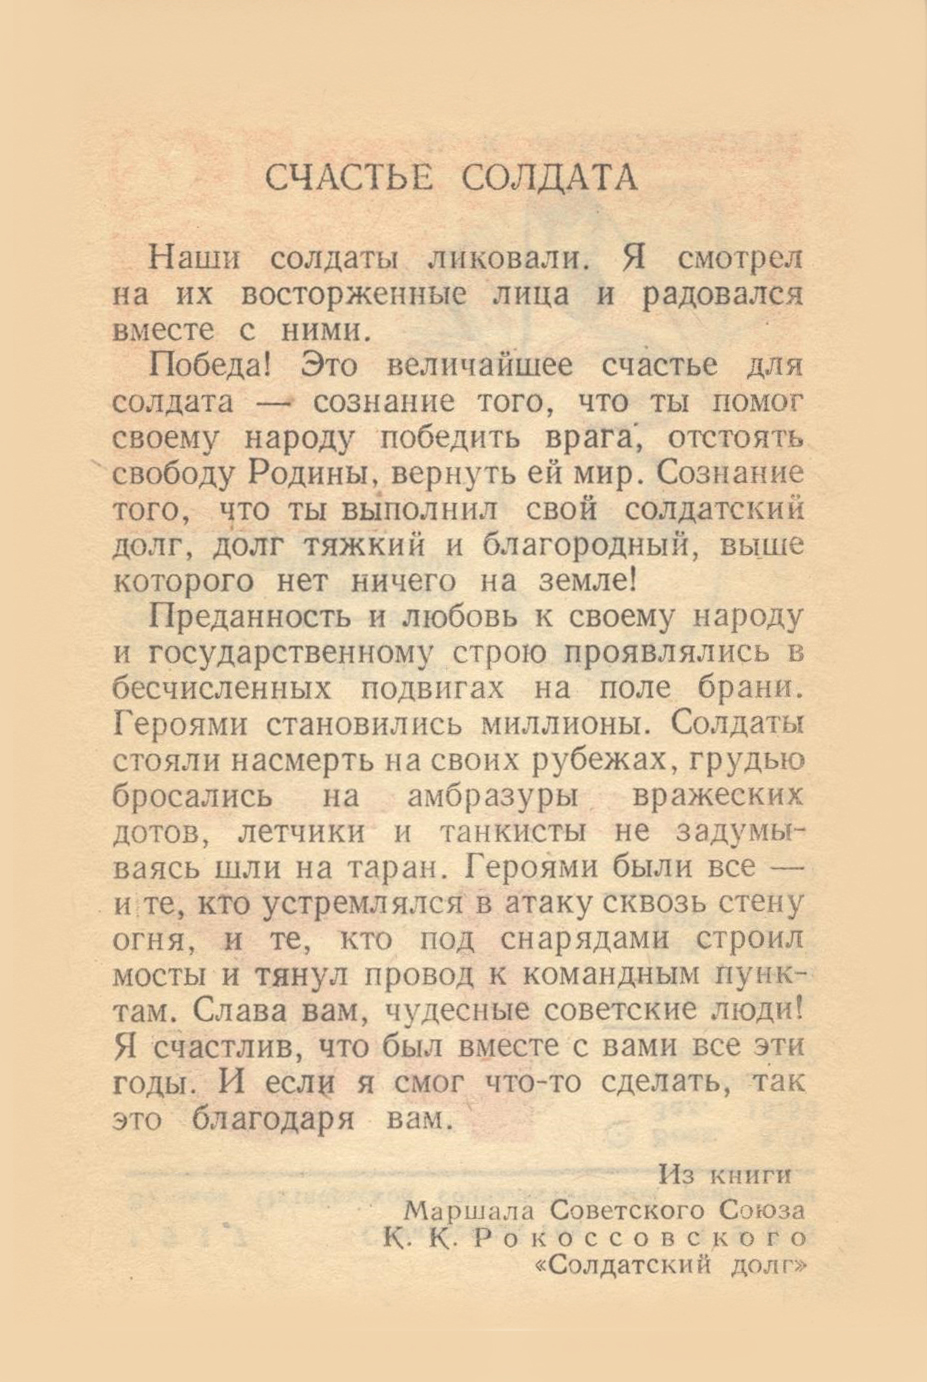 СЧАСТЬЕ СОЛДАТА
Наши солдаты ликовали. Я смотрел
на их восторженные лица и радовался
вместе с ними.
Победа! Это величайшее счастье для
солдата — сознание того, что ты помог
своему народу победить врага, отстоять
свободу Родины, вернуть ей мир. Сознание
того, что ты выполнил свой солдатский
долг, долг тяжкий и благородный, выше
которого нет ничего на земле!
Преданность и любовь к своему народу
и государственному строю проявлялись в
бесчисленных подвигах на поле брани.
Героями становились миллионы. Солдаты
стояли насмерть на своих рубежах, грудью
бросались на амбразуры вражеских
дотов, летчики и танкисты не задумы-
ваясь шли на таран. Героями были все —
и те, кто устремлялся в атаку сквозь стену
огня, и те, кто под снарядами строил
мосты и тянул провод к командным пунк-
там. Слава вам, чудесные советские люди!
Я счастлив, что был вместе с вами все эти
годы. И если я смог что-то сделать, так
это благодаря вам.
Из книги
Маршала Советского Союза
К. К. Рокоссовского
«Солдатский долг»